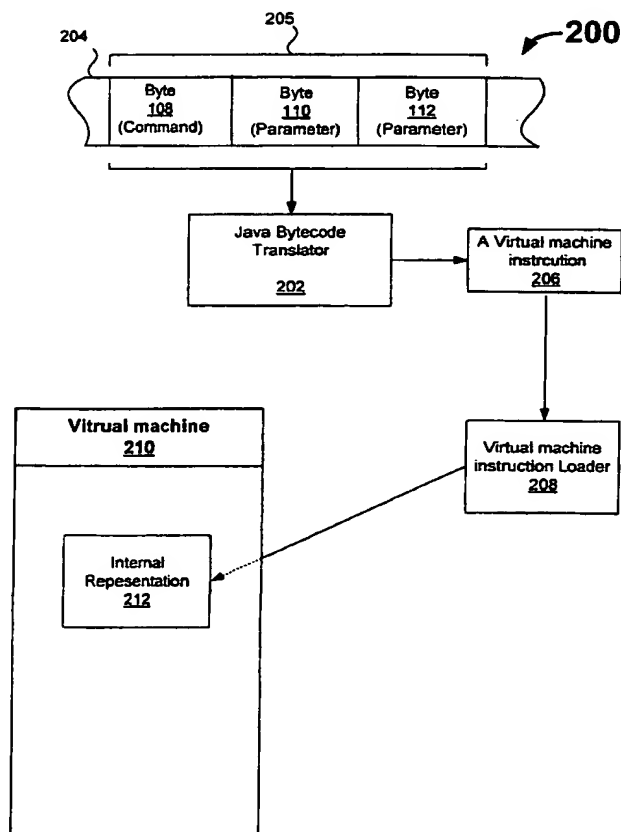 205
204
200
Byte
108
(Command)
Byte
110
(Parameter)
Byte
112
(Parameter)
Java Bytecode
Translator
202
A Virtual machine
instrcution
206
Vitrual machine
210
Virtual machine
instruction Loader
208
Internal
Repesentation
212